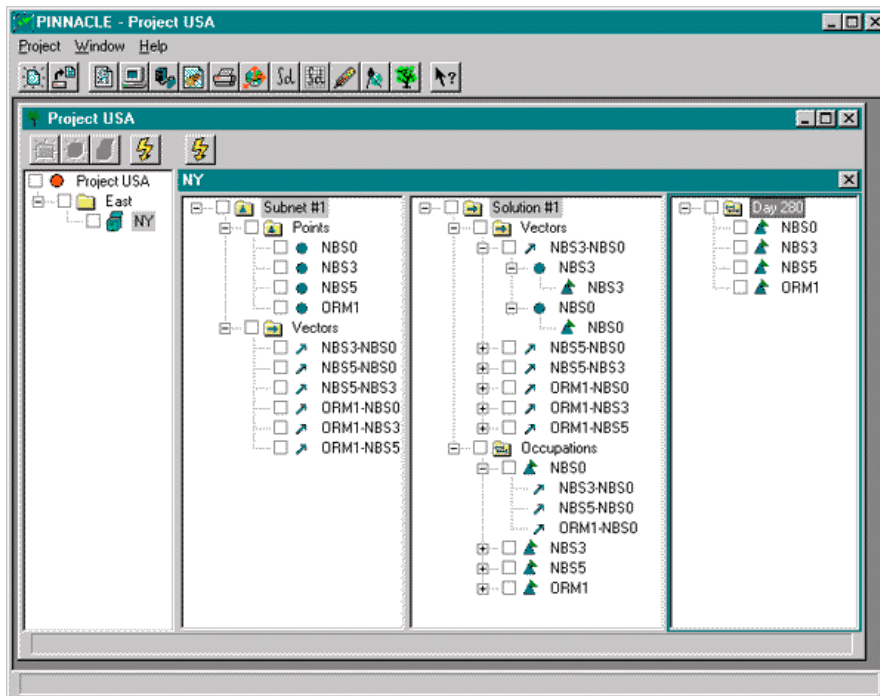 PINNACLE - Project USA
Project Window Help
Project USA
Project USA
East
NY
NY
Subnet #1
Points
NBS0
NBS3
NBS5
ORM1
Vectors
NBS3-NBS0
NBS5-NBS0
NBS5-NBS3
ORM1-NBS0
ORM1-NBS3
ORM1-NBS5
Solution #1
Vectors
NBS3-NBS0
NBS3
NBS3
NBS0
NBS0
NBS5-NBS0
NBS5-NBS3
ORM1-NBS0
ORM1-NBS3
ORM1-NBS5
Occupations
NBS0
NBS3-NBS0
NBS5-NBS0
ORM1-NBS0
NBS3
NBS5
ORM1
Day 280
NBS0
NBS3
NBS5
ORM1